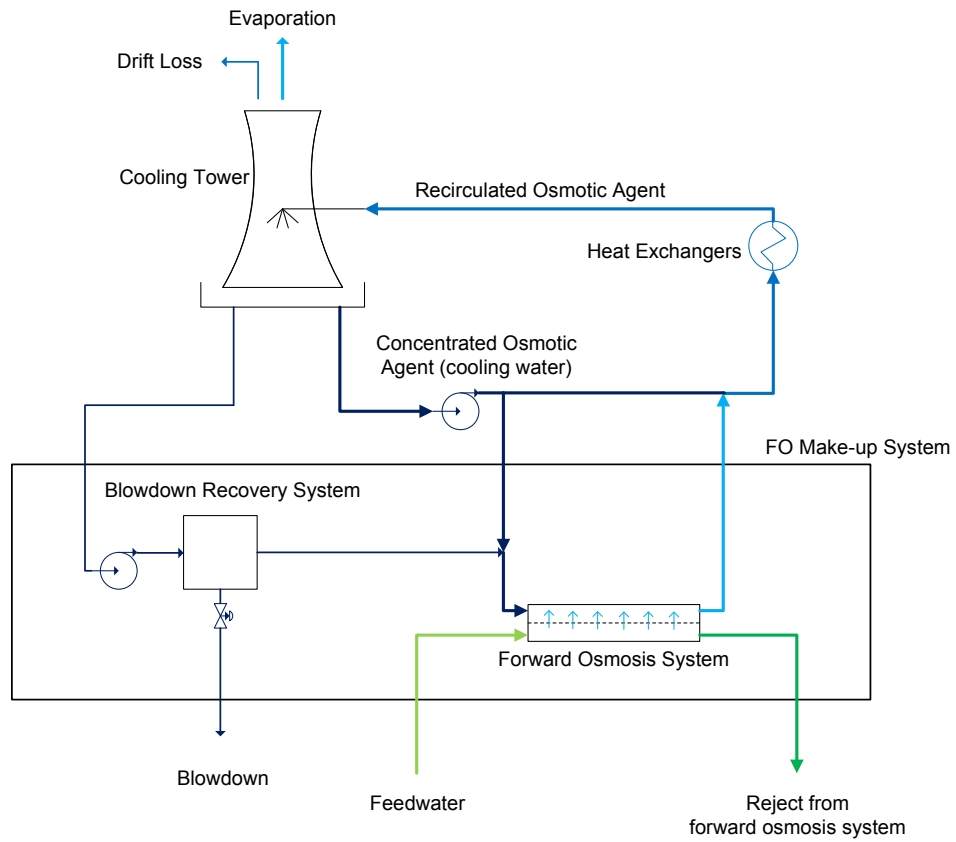 Evaporation
Drift Loss
Cooling Tower
Recirculated Osmotic Agent
Heat Exchangers
Concentrated Osmotic
Agent (cooling water)
FO Make-up System
Blowdown Recovery System
Forward Osmosis System
Blowdown
Feedwater
Reject from
forward osmosis system